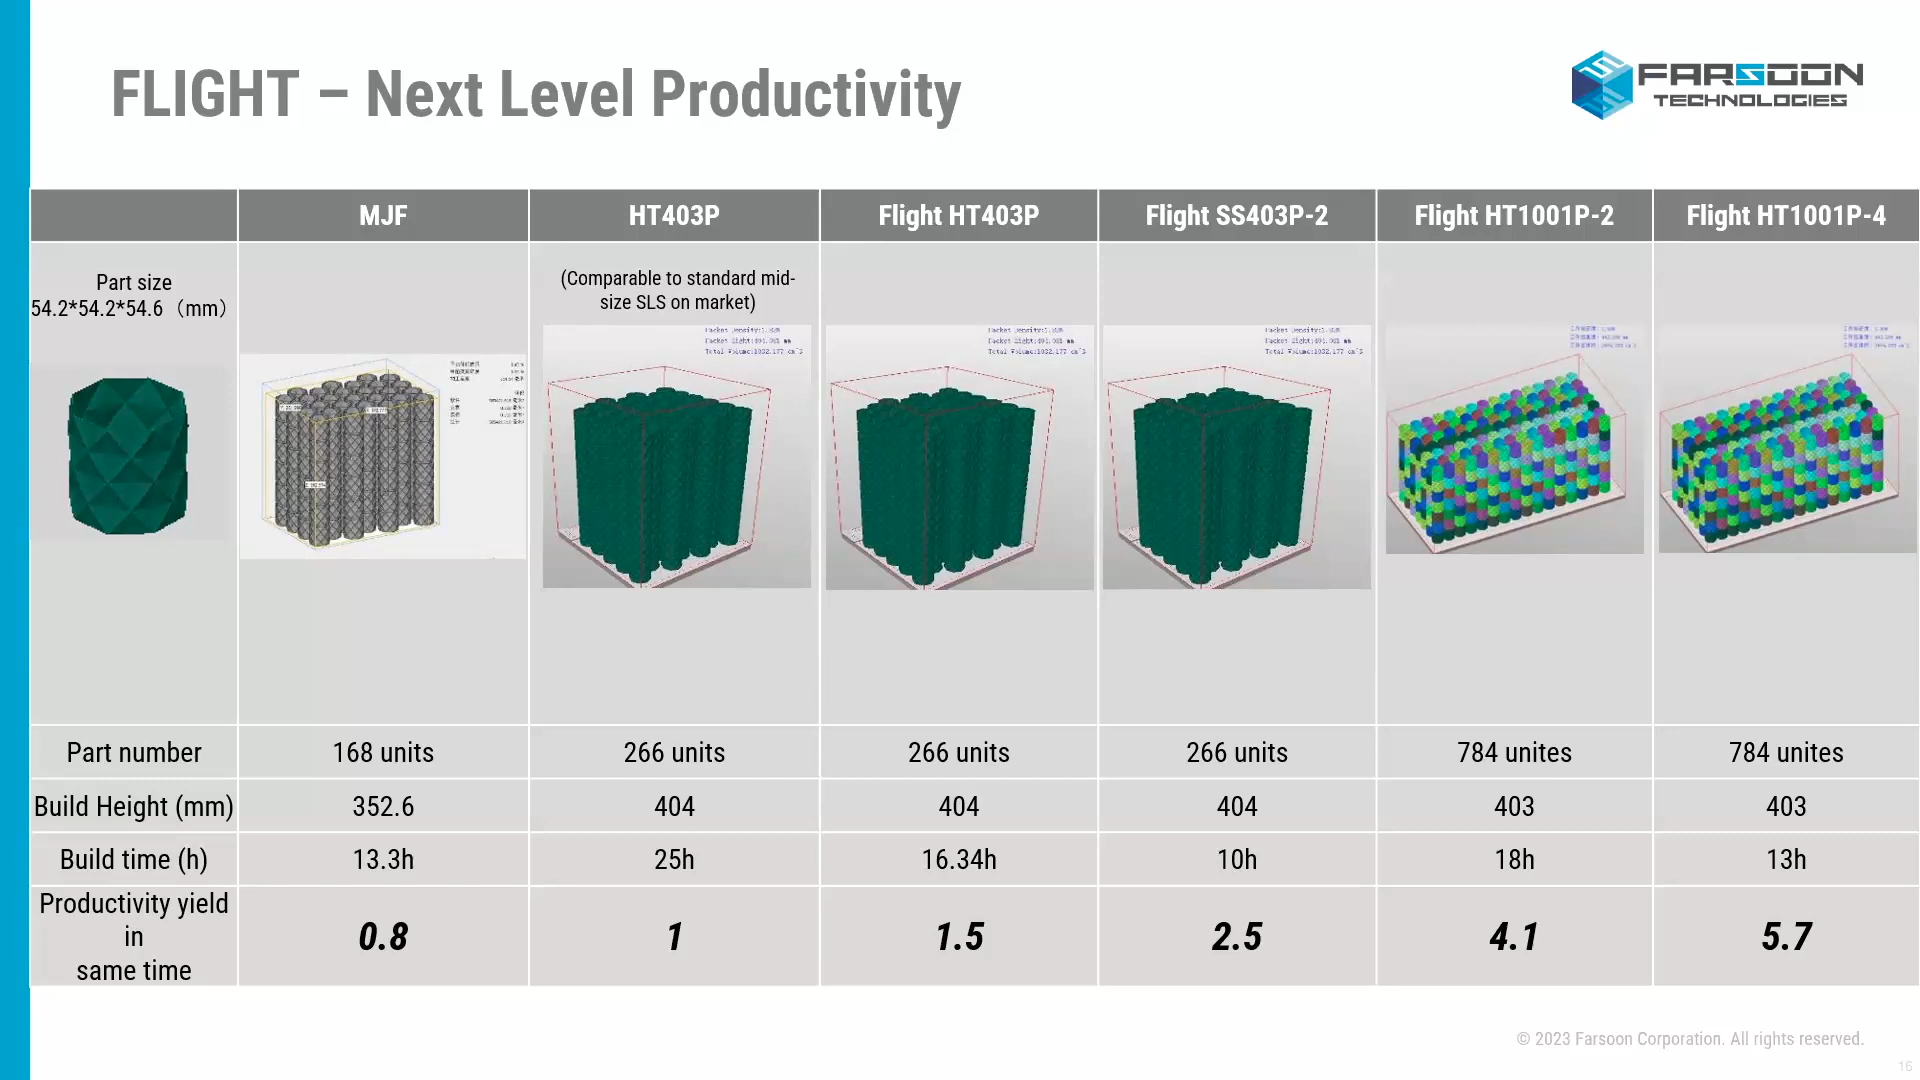 FLIGHT – Next Level Productivity
FARSOON
TECHNOLOGIES
MJF
HT403P
Flight HT403P
Flight SS403P-2
Flight HT1001P-2
Flight HT1001P-4
Part size
54.2*54.2*54.6（mm）
(Comparable to standard mid-
size SLS on market)
Part number
168 units
266 units
266 units
266 units
784 unites
784 unites
Build Height (mm)
352.6
404
404
404
403
403
Build time (h)
13.3h
25h
16.34h
10h
18h
13h
Productivity yield
in
same time
0.8
1
1.5
2.5
4.1
5.7
© 2023 Farsoon Corporation. All rights reserved.
16